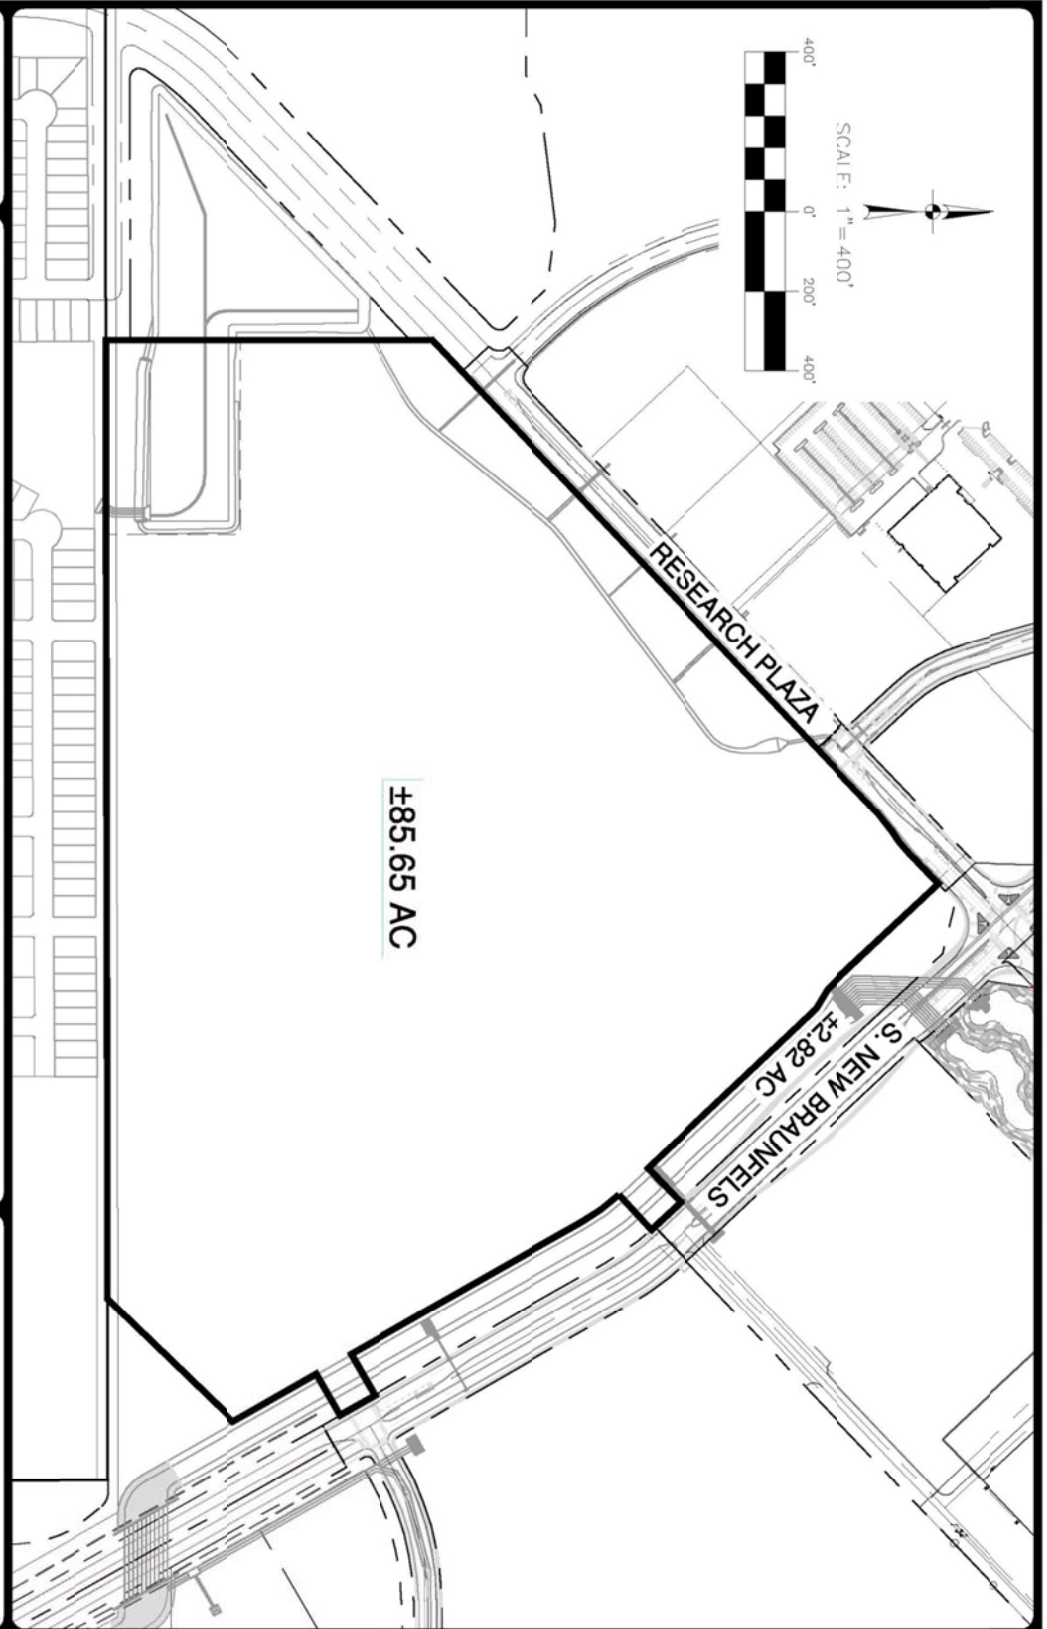 400'
0'
200'
400'
SCALE: 1"=400'
RESEARCH PLAZA
±85.65 AC
±2.82 AC
S. NEW BRAUNFELS